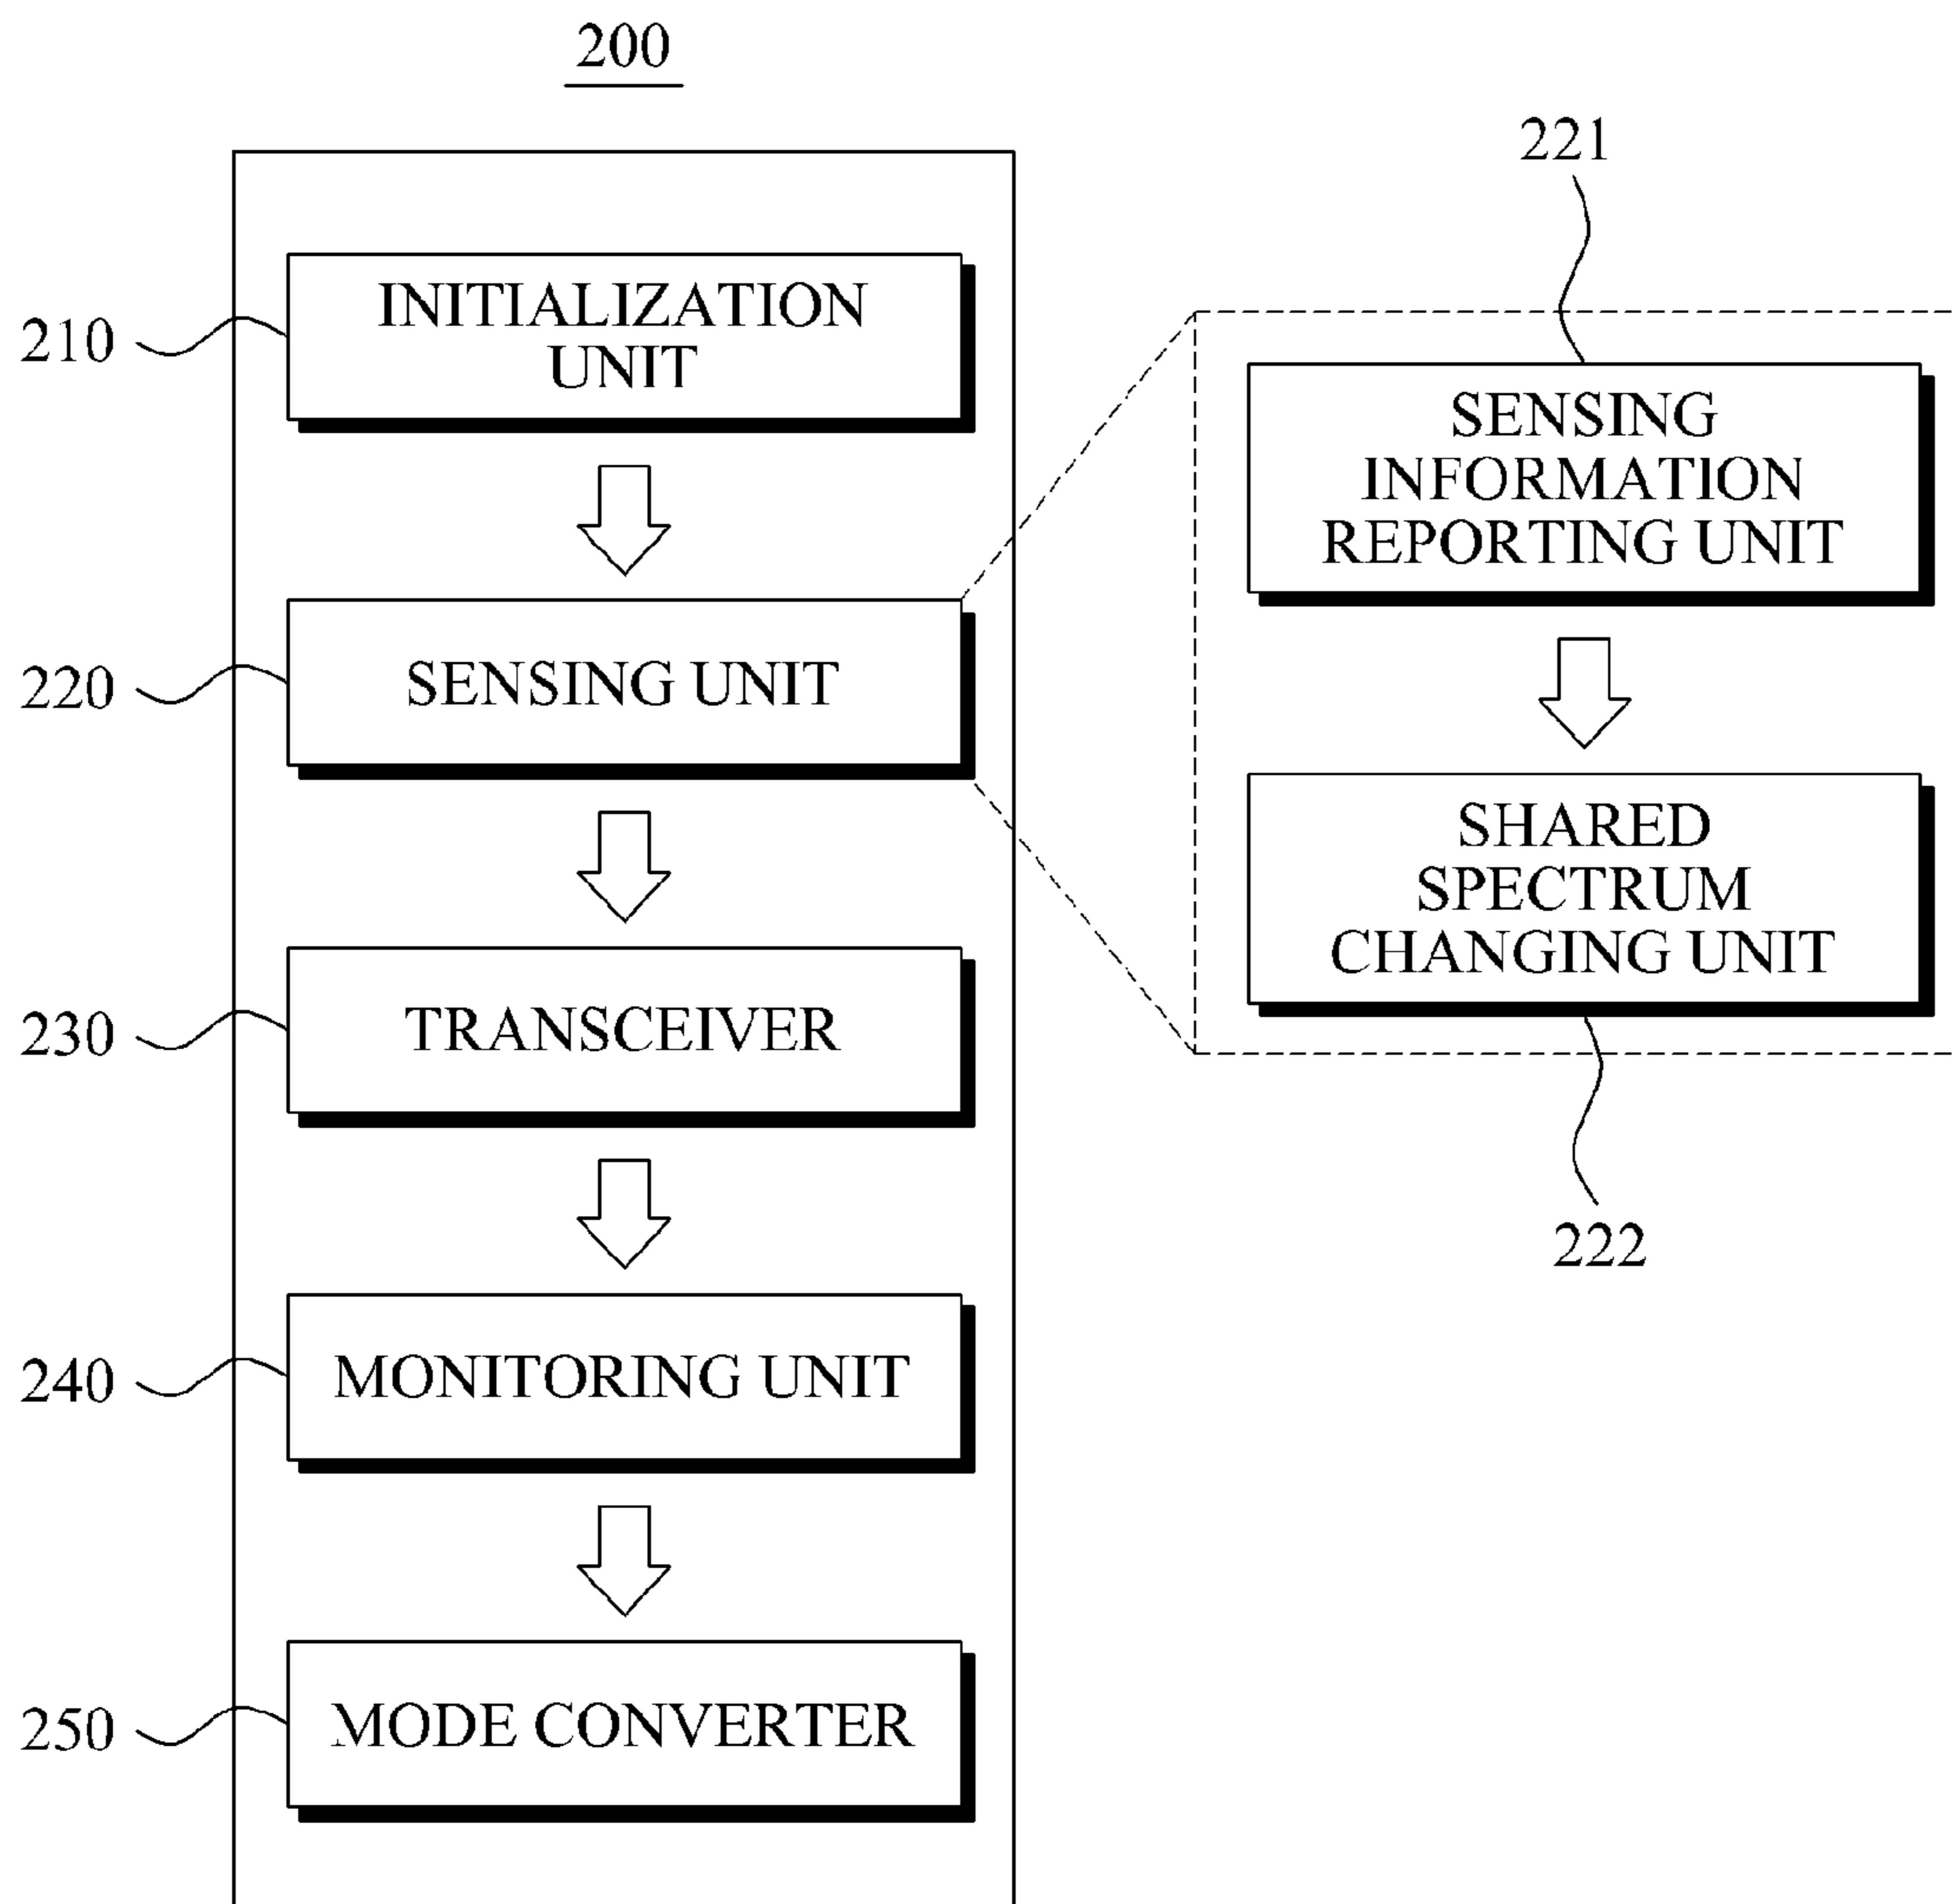 200
210
INITIALIZATION
UNIT
220
SENSING UNIT
230
TRANSCEIVER
240
MONITORING UNIT
250
MODE CONVERTER
221
SENSING
INFORMATION
REPORTING UNIT
SHARED
SPECTRUM
CHANGING UNIT
222